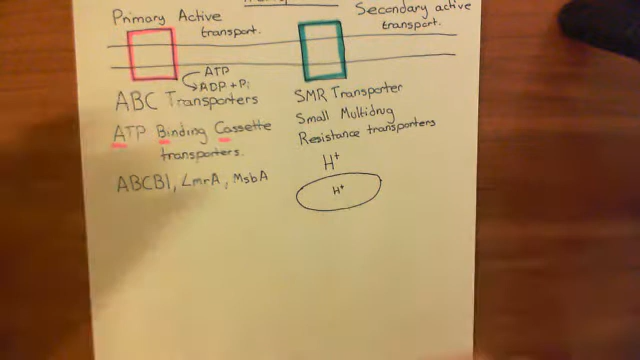 Primary Active
transport.
Secondary active
transport.
ATP
ADP + Pi
ABC Transporters
ATP Binding Cassette
transporters.
ABCB1, LmrA, MsbA
SMR Transporter
Small Multidrug
Resistance transporters
H+
H+